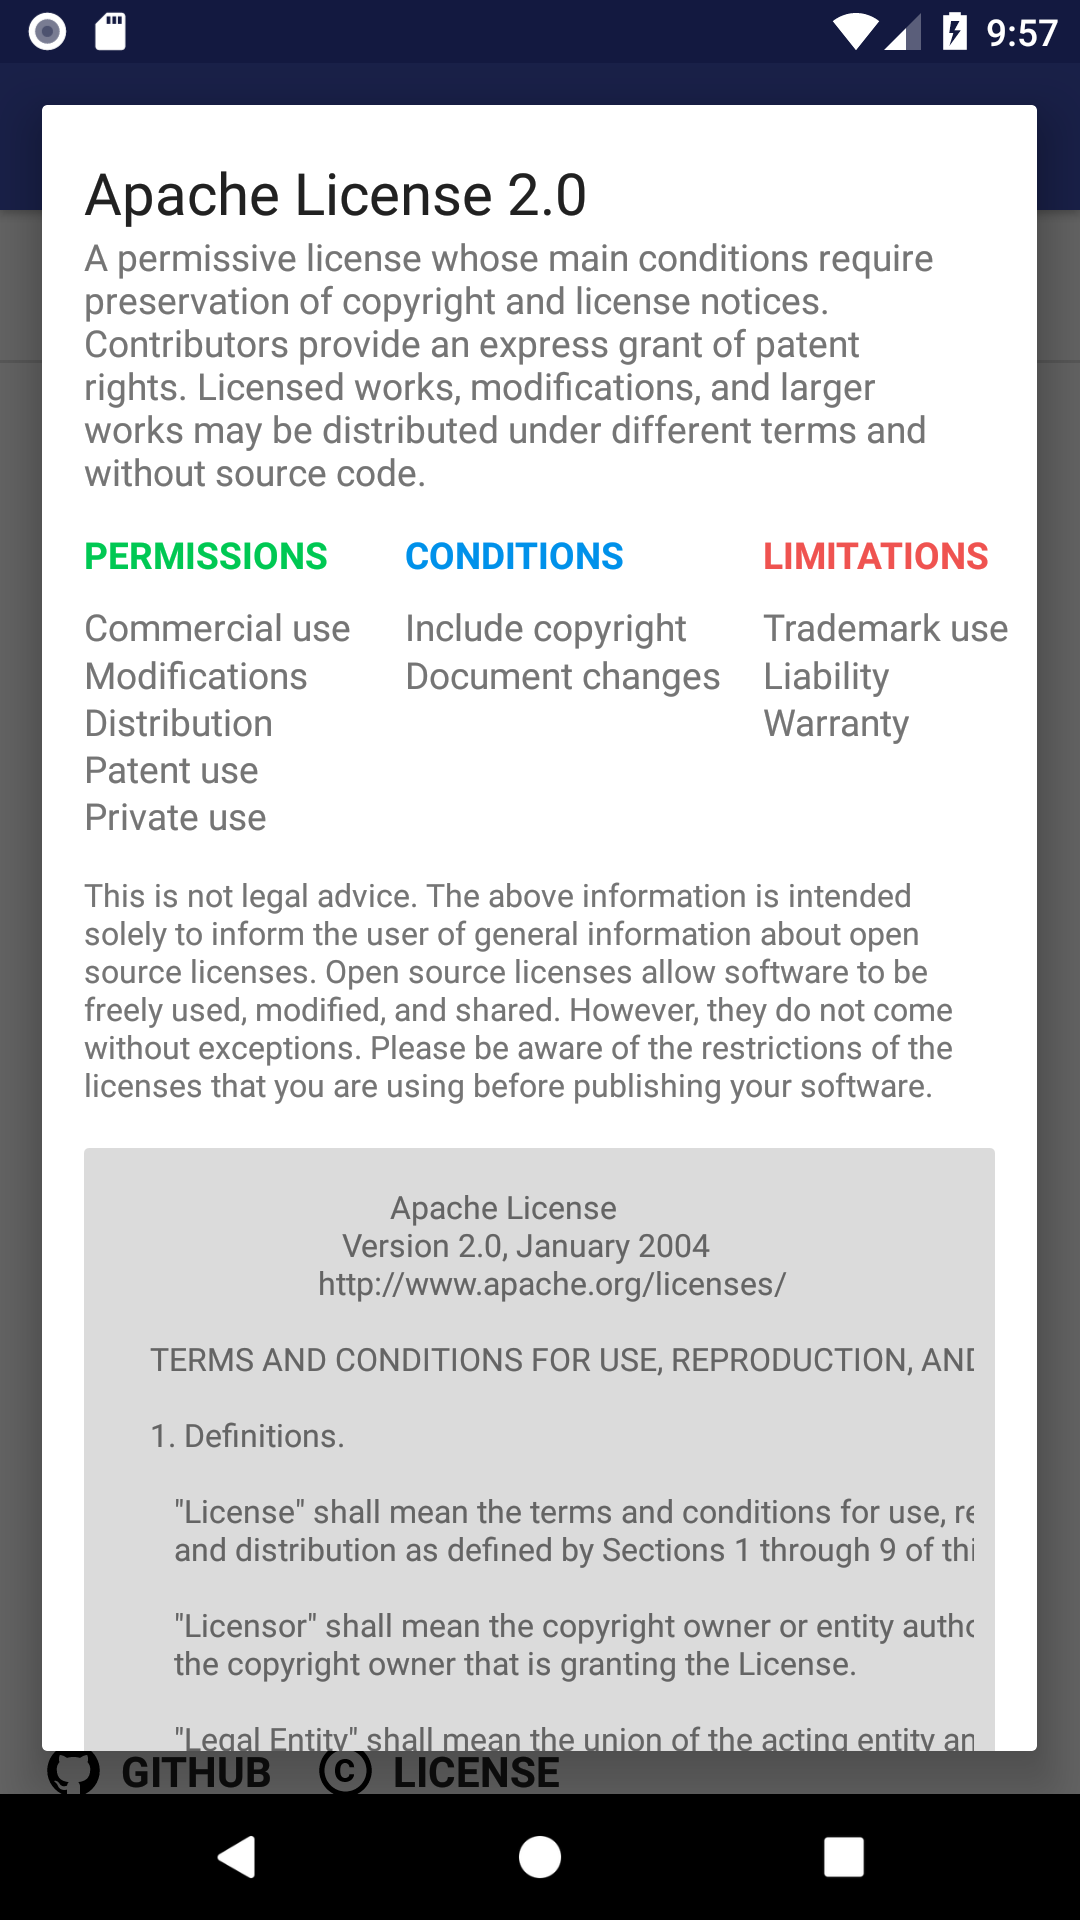 9:57
Apache License 2.0
A permissive license whose main conditions require
preservation of copyright and license notices.
Contributors provide an express grant of patent
rights. Licensed works, modifications, and larger
works may be distributed under different terms and
without source code.
PERMISSIONS
Commercial use
Modifications
Distribution
Patent use
Private use
CONDITIONS
Include copyright
Document changes
LIMITATIONS
Trademark use
Liability
Warranty
This is not legal advice. The above information is intended
solely to inform the user of general information about open
source licenses. Open source licenses allow software to be
freely used, modified, and shared. However, they do not come
without exceptions. Please be aware of the restrictions of the
licenses that you are using before publishing your software.
Apache License
Version 2.0, January 2004
http://www.apache.org/licenses/
TERMS AND CONDITIONS FOR USE, REPRODUCTION, AND
1. Definitions.
"License" shall mean the terms and conditions for use, re
and distribution as defined by Sections 1 through 9 of thi
"Licensor" shall mean the copyright owner or entity autho
the copyright owner that is granting the License.
"Legal Entity" shall mean the union of the acting entity an
GITHUB
LICENSE